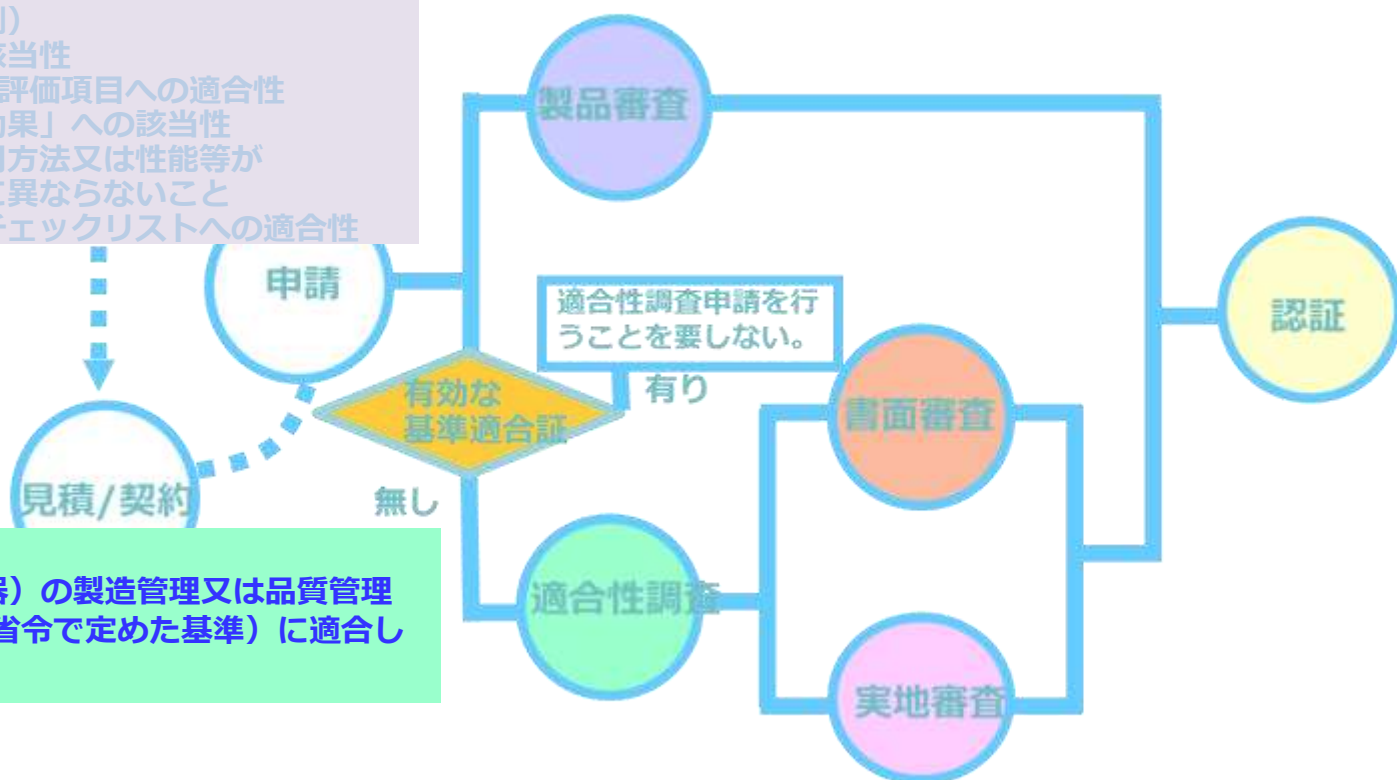 該当性
評価項目への適合性
効果」への該当性
方法又は性能等が
異ならないこと
チェックリストへの適合性
製品審査
申請
適合性調査申請を行
うことを要しない。
認証
有効な
基準適合証
有り
書面審査
見積/契約
無し
器）の製造管理又は品質管理
省令で定めた基準）に適合し
適合性調査
実地審査